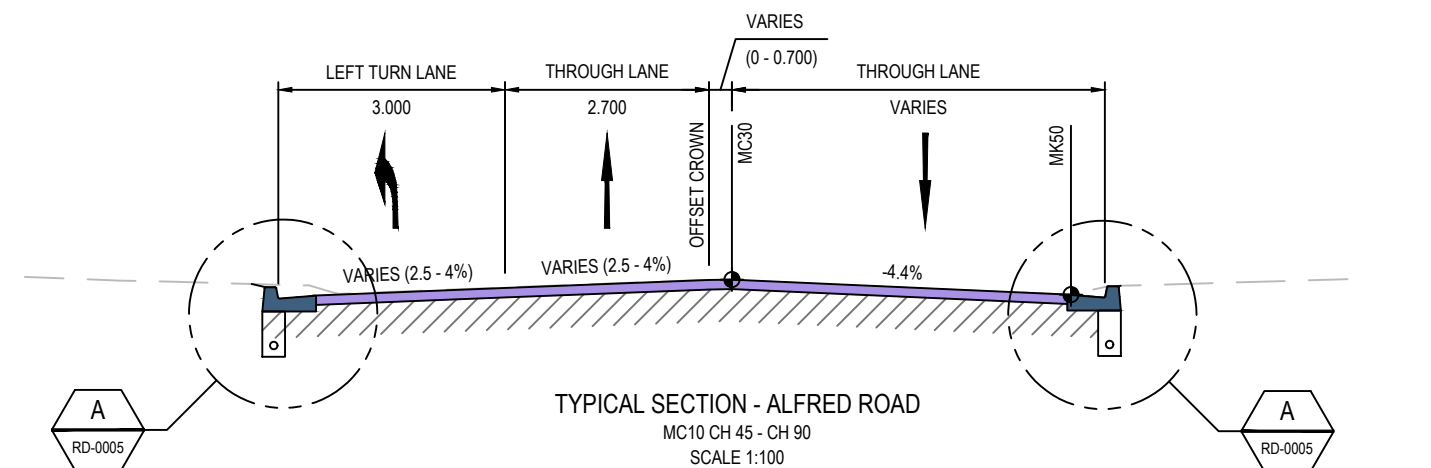 VARIES
(0 - 0.700)
LEFT TURN LANE
THROUGH LANE
THROUGH LANE
3.000
2.700
VARIES
OFFSET CROWN
MC30
MK50
VARIES (2.5 - 4%)
VARIES (2.5 - 4%)
-4.4%
A
RD-0005
TYPICAL SECTION - ALFRED ROAD
MC10 CH 45 - CH 90
SCALE 1:100
A
RD-0005